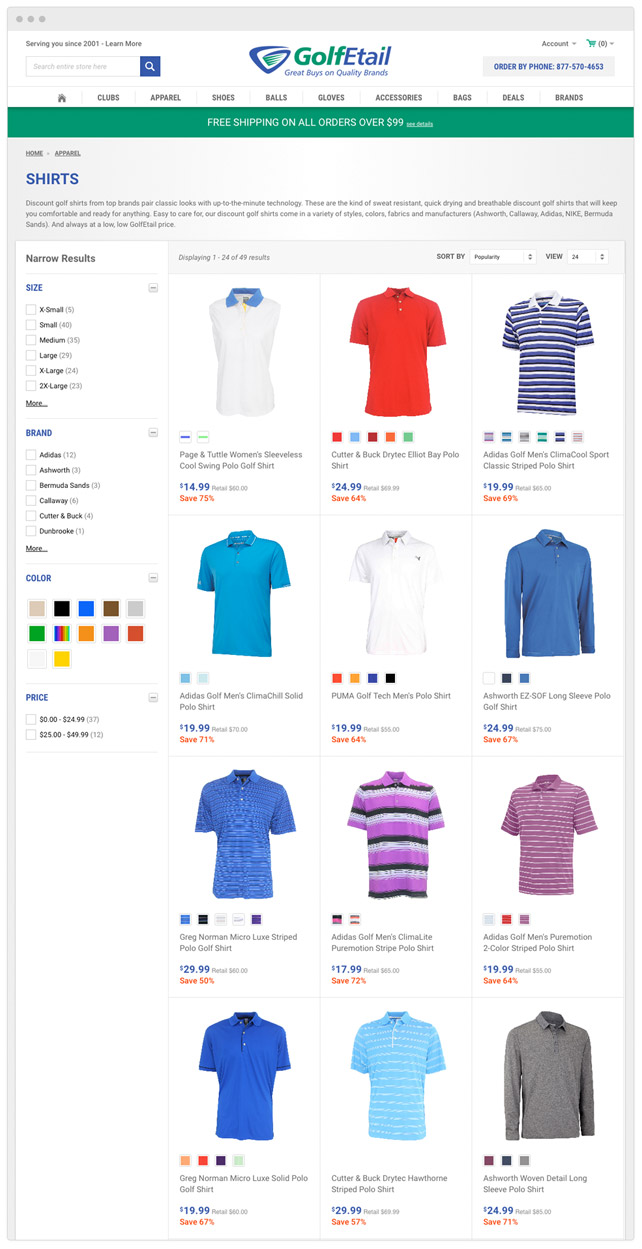 Serving you since 2001 - Learn More
Search entire store here
GolfEtail
Great Buys on Quality Brands
Account
(0)
ORDER BY PHONE: 877-570-4653
CLUBS APPAREL SHOES BALLS GLOVES ACCESSORIES BAGS DEALS BRANDS
FREE SHIPPING ON ALL ORDERS OVER $99 see details
HOME » APPAREL
SHIRTS
Discount golf shirts from top brands pair classic looks with up-to-the-minute technology. These are the kind of sweat resistant, quick drying and breathable discount golf shirts that will keep
you comfortable and ready for anything. Easy to care for, our discount golf shirts come in a variety of styles, colors, fabrics and manufacturers (Ashworth, Callaway, Adidas, NIKE, Bermuda
Sands). And always at a low, low GolfEtail price.
Narrow Results
SIZE
X-Small (5)
Small (40)
Medium (35)
Large (29)
X-Large (24)
2X-Large (23)
More...
BRAND
Adidas (12)
Ashworth (3)
Bermuda Sands (3)
Callaway (6)
Cutter & Buck (4)
Dunbrooke (1)
More...
COLOR
PRICE
$0.00 - $24.99 (37)
$25.00 - $49.99 (12)
Displaying 1 - 24 of 49 results
SORT BY Popularity VIEW 24
Page & Tuttle Women's Sleeveless
Cool Swing Polo Golf Shirt
$14.99 Retail $60.00
Save 75%
Cutter & Buck Drytec Elliot Bay Polo
Shirt
$24.99 Retail $69.99
Save 64%
Adidas Golf Men's ClimaCool Sport
Classic Striped Polo Shirt
$19.99 Retail $65.00
Save 69%
Adidas Golf Men's ClimaChill Solid
Polo Shirt
$19.99 Retail $70.00
Save 71%
PUMA Golf Tech Men's Polo Shirt
$19.99 Retail $55.00
Save 64%
Ashworth EZ-SOF Long Sleeve Polo
Golf Shirt
$24.99 Retail $75.00
Save 67%
Greg Norman Micro Luxe Striped
Polo Golf Shirt
$29.99 Retail $60.00
Save 50%
Adidas Golf Men's ClimaLite
Puremotion Stripe Polo Shirt
$17.99 Retail $65.00
Save 72%
Adidas Golf Men's Puremotion
2-Color Striped Polo Shirt
$19.99 Retail $55.00
Save 64%
Greg Norman Micro Luxe Solid Polo
Golf Shirt
$19.99 Retail $60.00
Save 67%
Cutter & Buck Drytec Hawthorne
Striped Polo Shirt
$29.99 Retail $69.99
Save 57%
Ashworth Woven Detail Long
Sleeve Polo Shirt
$24.99 Retail $85.00
Save 71%